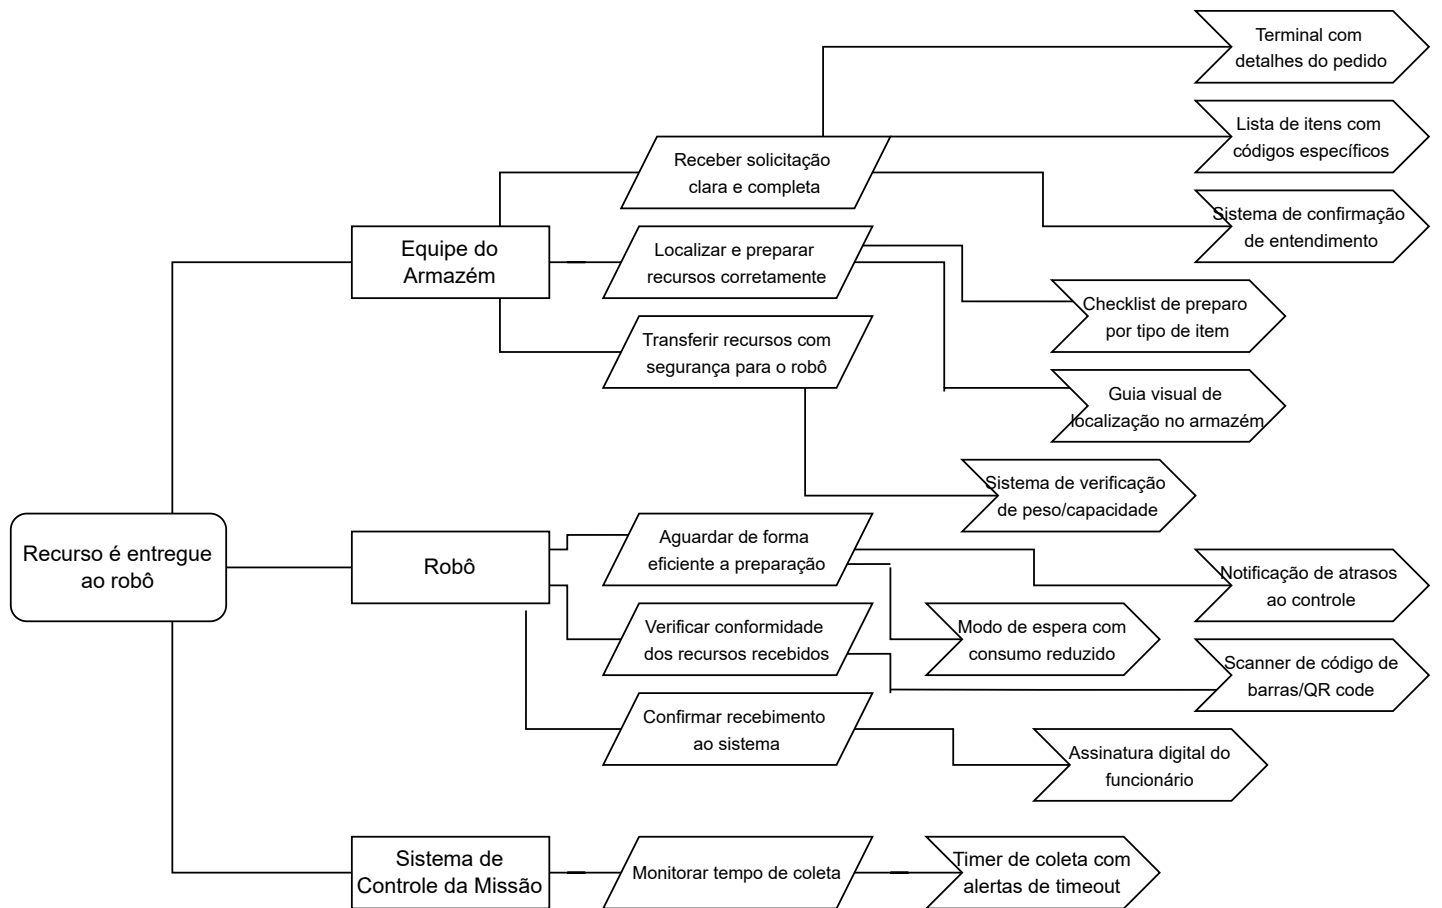 Terminal com
detalhes do pedido
Lista de itens com
códigos específicos
Receber solicitação
clara e completa
Sistema de confirmação
de entendimento
Equipe do
Armazém
Localizar e preparar
recursos corretamente
Checklist de preparo
por tipo de item
Transferir recursos com
segurança para o robô
Guia visual de
localização no armazém
Sistema de verificação
de peso/capacidade
Recurso é entregue
ao robô
Robô
Aguardar de forma
eficiente a preparação
Notificação de atrasos
ao controle
Verificar conformidade
dos recursos recebidos
Modo de espera com
consumo reduzido
Scanner de código de
barras/QR code
Confirmar recebimento
ao sistema
Assinatura digital do
funcionário
Sistema de
Controle da Missão
Monitorar tempo de coleta
Timer de coleta com
alertas de timeout